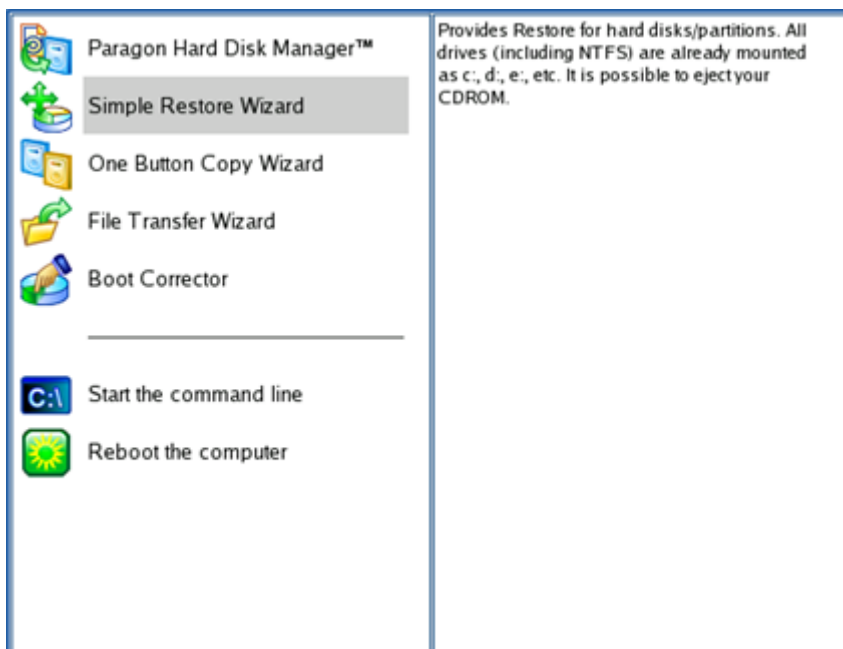 Paragon Hard Disk Manager™
Simple Restore Wizard
One Button Copy Wizard
File Transfer Wizard
Boot Corrector
C:\
Start the command line
Reboot the computer
Provides Restore for hard disks/partitions. All
drives (including NTFS) are already mounted
as c:, d:, e:, etc. It is possible to eject your
CDROM.